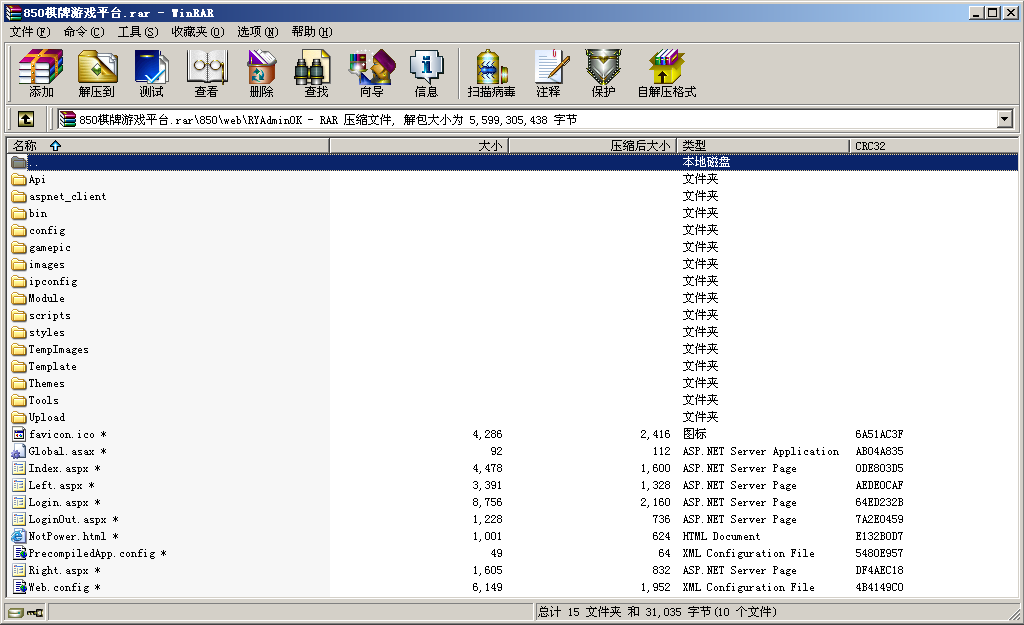 850棋牌游戏平台.rar - WinRAR
文件(F) 命令(C) 工具(S) 收藏夹(O) 选项(N) 帮助(H)
添加 解压到 测试 查看 删除 查找 向导 信息 扫描病毒 注释 保护 自解压格式
850棋牌游戏平台.rar\850\web\RYAdminOK - RAR 压缩文件, 解包大小为 5,599,305,438 字节
名称 大小 压缩后大小 类型 CRC32
.. 本地磁盘
Api 文件夹
aspnet_client 文件夹
bin 文件夹
config 文件夹
gamepic 文件夹
images 文件夹
ipconfig 文件夹
Module 文件夹
scripts 文件夹
styles 文件夹
TempImages 文件夹
Template 文件夹
Themes 文件夹
Tools 文件夹
Upload 文件夹
favicon.ico * 4,286 2,416 图标 6A51AC3F
Global.asax * 92 112 ASP.NET Server Application AB04A835
Index.aspx * 4,478 1,600 ASP.NET Server Page 0DE803D5
Left.aspx * 3,391 1,328 ASP.NET Server Page AEDE0CAF
Login.aspx * 8,756 2,160 ASP.NET Server Page 64ED232B
LoginOut.aspx * 1,228 736 ASP.NET Server Page 7A2E0459
NotPower.html * 1,001 624 HTML Document E132B0D7
PrecompiledApp.config * 49 64 XML Configuration File 5480E957
Right.aspx * 1,605 832 ASP.NET Server Page DF4AEC18
Web.config * 6,149 1,952 XML Configuration File 4B4149C0
总计 15 文件夹 和 31,035 字节(10 个文件)